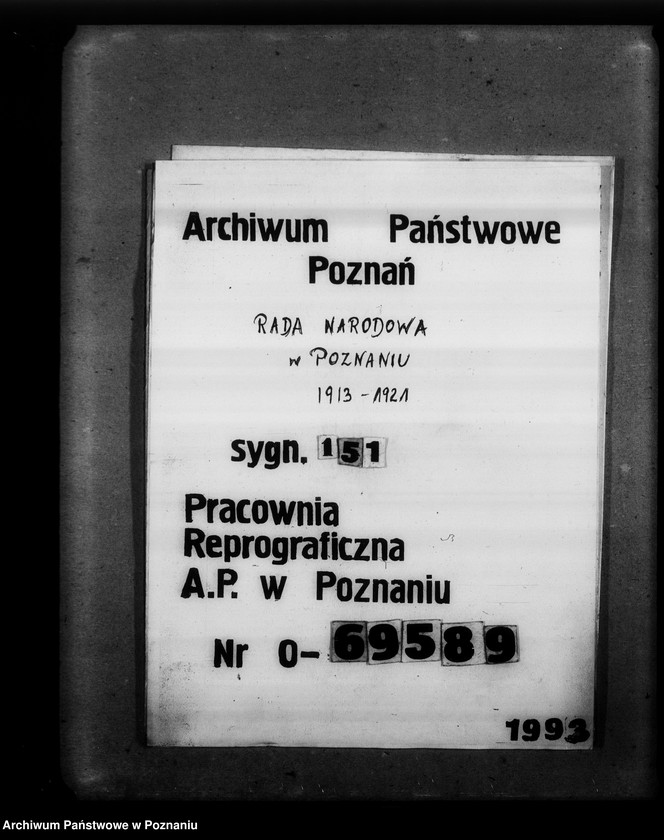 Archiwum Państwowe
Poznań
RADA NARODOWA
w POZNANIU
1913-1921
sygn. 151
Pracownia
Reprograficzna
A.P. w Poznaniu
Nr 0-69589
1993
Archiwum Państwowe w Poznaniu